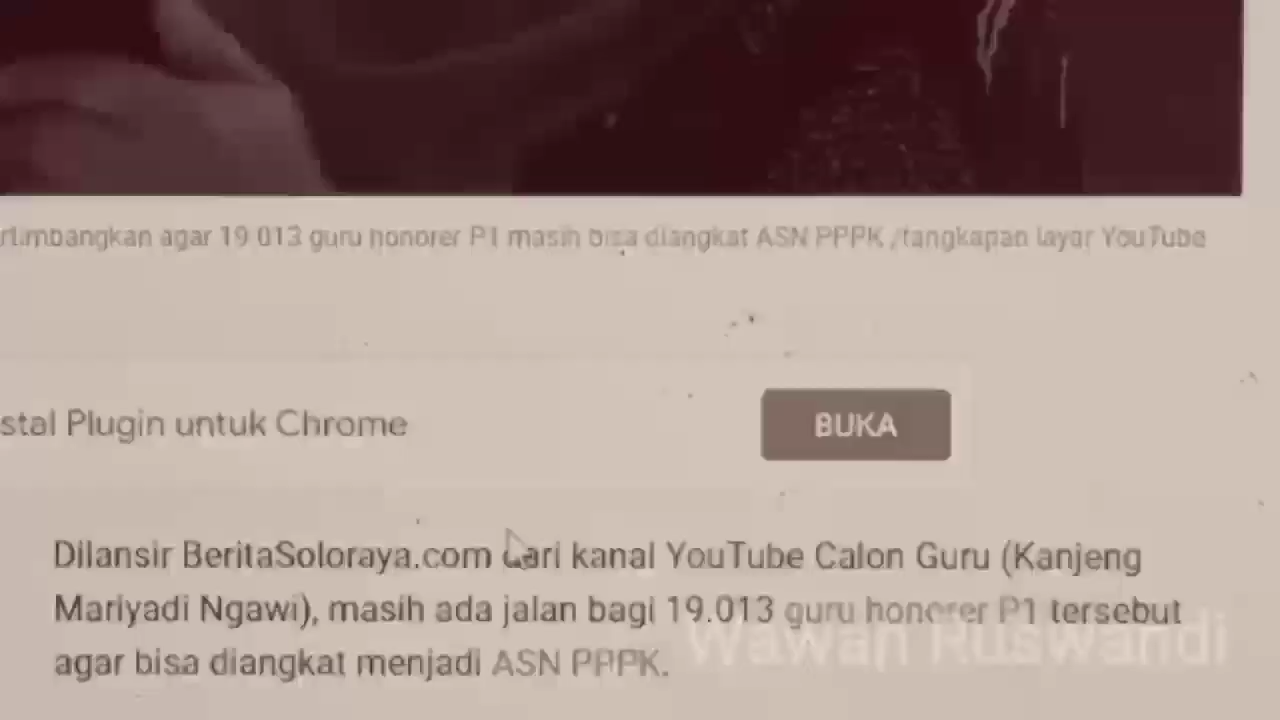 rtimbangkan agar 19 013 guru honorer P1 masih bisa diangkat ASN PPPK /tangkapan layar YouTube
stal Plugin untuk Chrome
BUKA
Dilansir BeritaSoloraya.com dari kanal YouTube Calon Guru (Kanjeng
Mariyadi Ngawi), masih ada jalan bagi 19.013 guru honorer P1 tersebut
agar bisa diangkat menjadi ASN PPPK.
Wawan Ruswandi